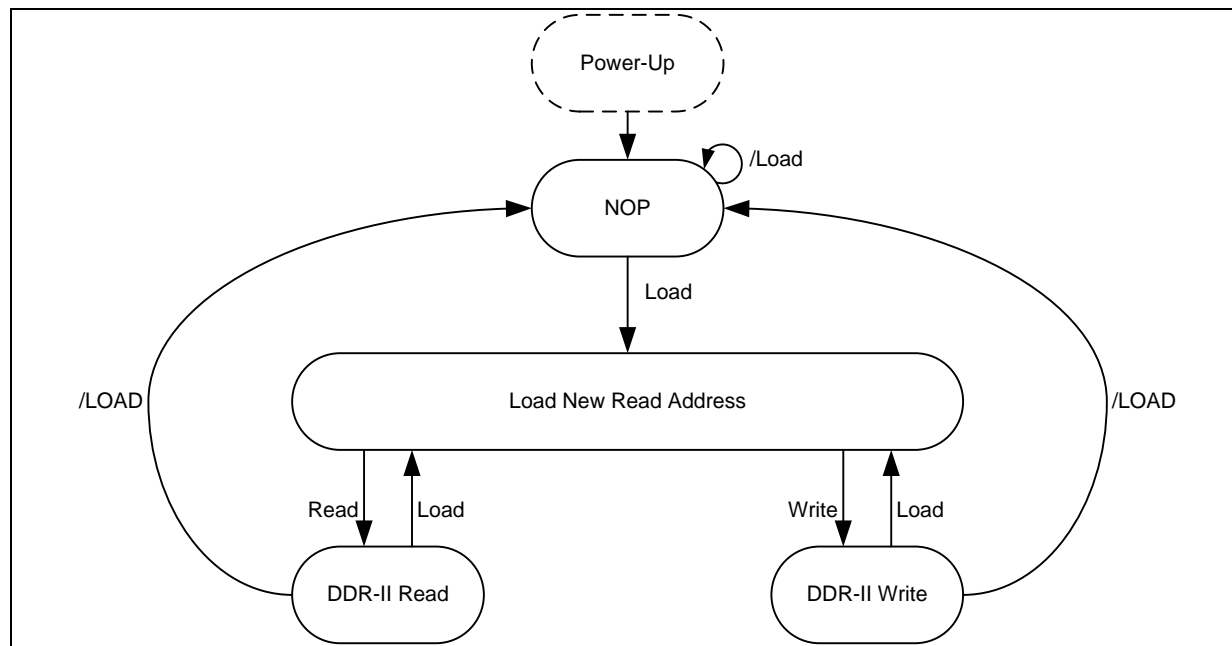 Power-Up
/Load
NOP
Load
/LOAD
Load New Read Address
/LOAD
Read
Load
Write
Load
DDR-II Read
DDR-II Write